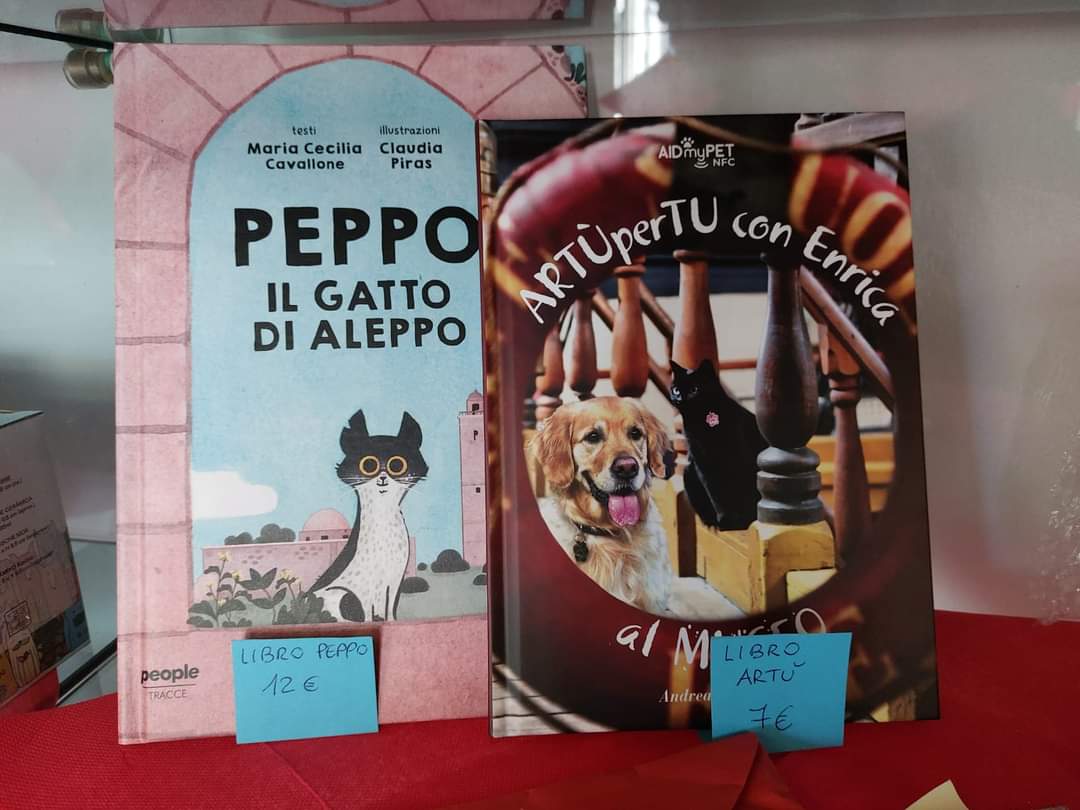 testi
Maria Cecilia
Cavallone
illustrazioni
Claudia
Piras
PEPPO
IL GATTO
DI ALEPPO
people
TRACCE
LIBRO PEPPO
12 €
AIDmyPET
NFC
ARTÙperTU con Enrica
al
Andrea
LIBRO
ARTÙ
7€